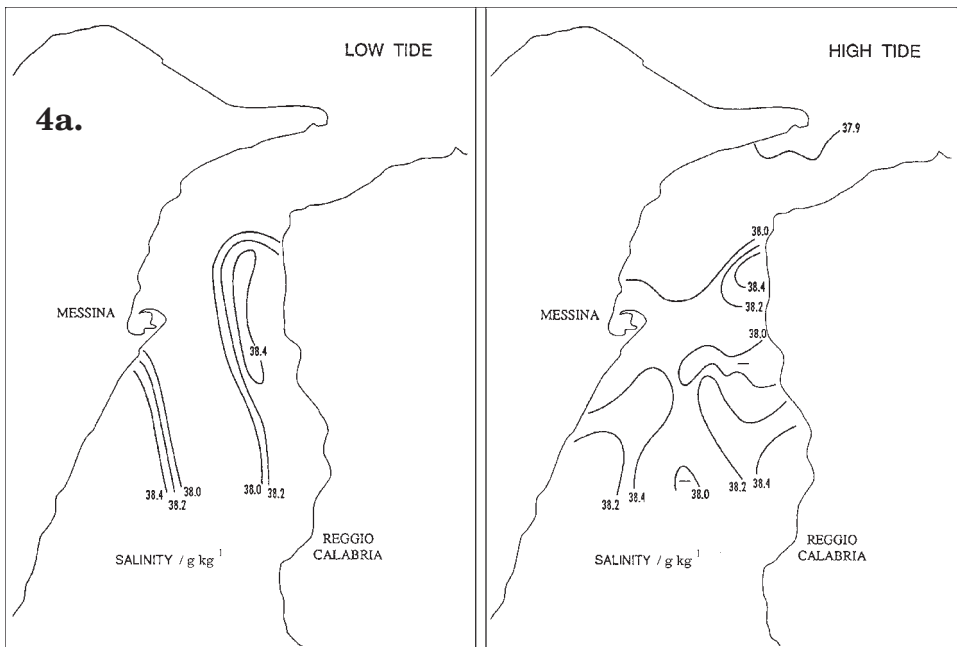 LOW TIDE
4a.
MESSINA
38.4
38.4
38.2
38.0
38.0
38.2
REGGIO
CALABRIA
SALINITY / g kg 1
HIGH TIDE
37.9
38.0
38.4
38.2
MESSINA
38.0
38.2
38.4
38.0
38.2
38.4
REGGIO
CALABRIA
SALINITY / g kg 1